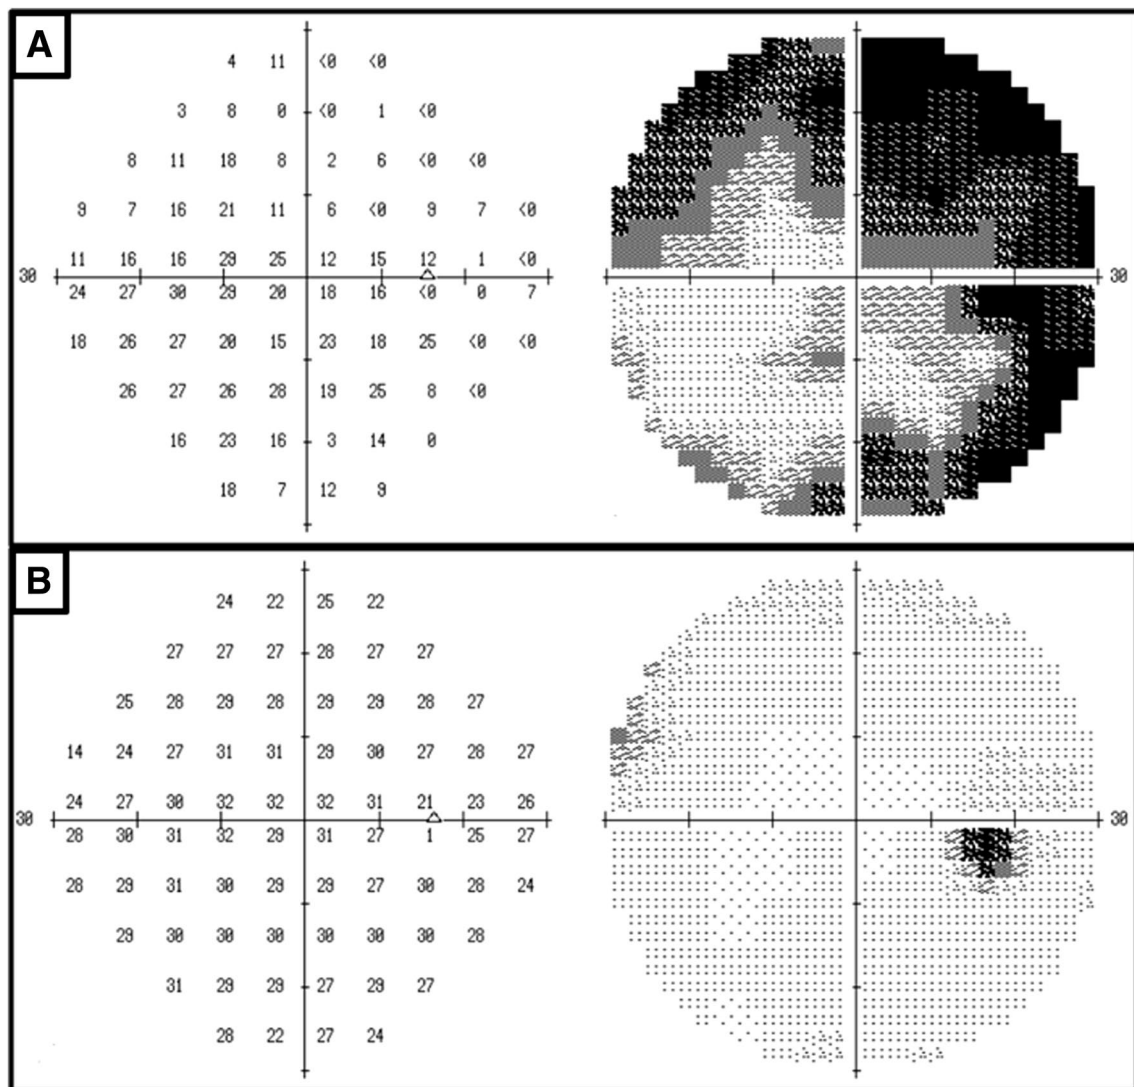 A
4 11 <0 <0
3 8 0 <0 1 <0
8 11 18 8 2 6 <0 <0
9 7 16 21 11 6 <0 9 7 <0
11 16 16 29 25 12 15 12 1 <0
30 30
24 27 30 29 20 18 16 <0 0 7
18 26 27 20 15 23 18 25 <0 <0
26 27 26 28 19 25 8 <0
16 23 16 3 14 0
18 7 12 9
B
24 22 25 22
27 27 27 28 27 27
25 28 29 28 29 29 28 27
14 24 27 31 31 29 30 27 28 27
24 27 30 32 32 32 31 21 23 26
30 30
28 30 31 32 29 31 27 1 25 27
28 29 31 30 29 29 27 30 28 24
29 30 30 30 30 30 30 28
31 29 29 27 29 27
28 22 27 24